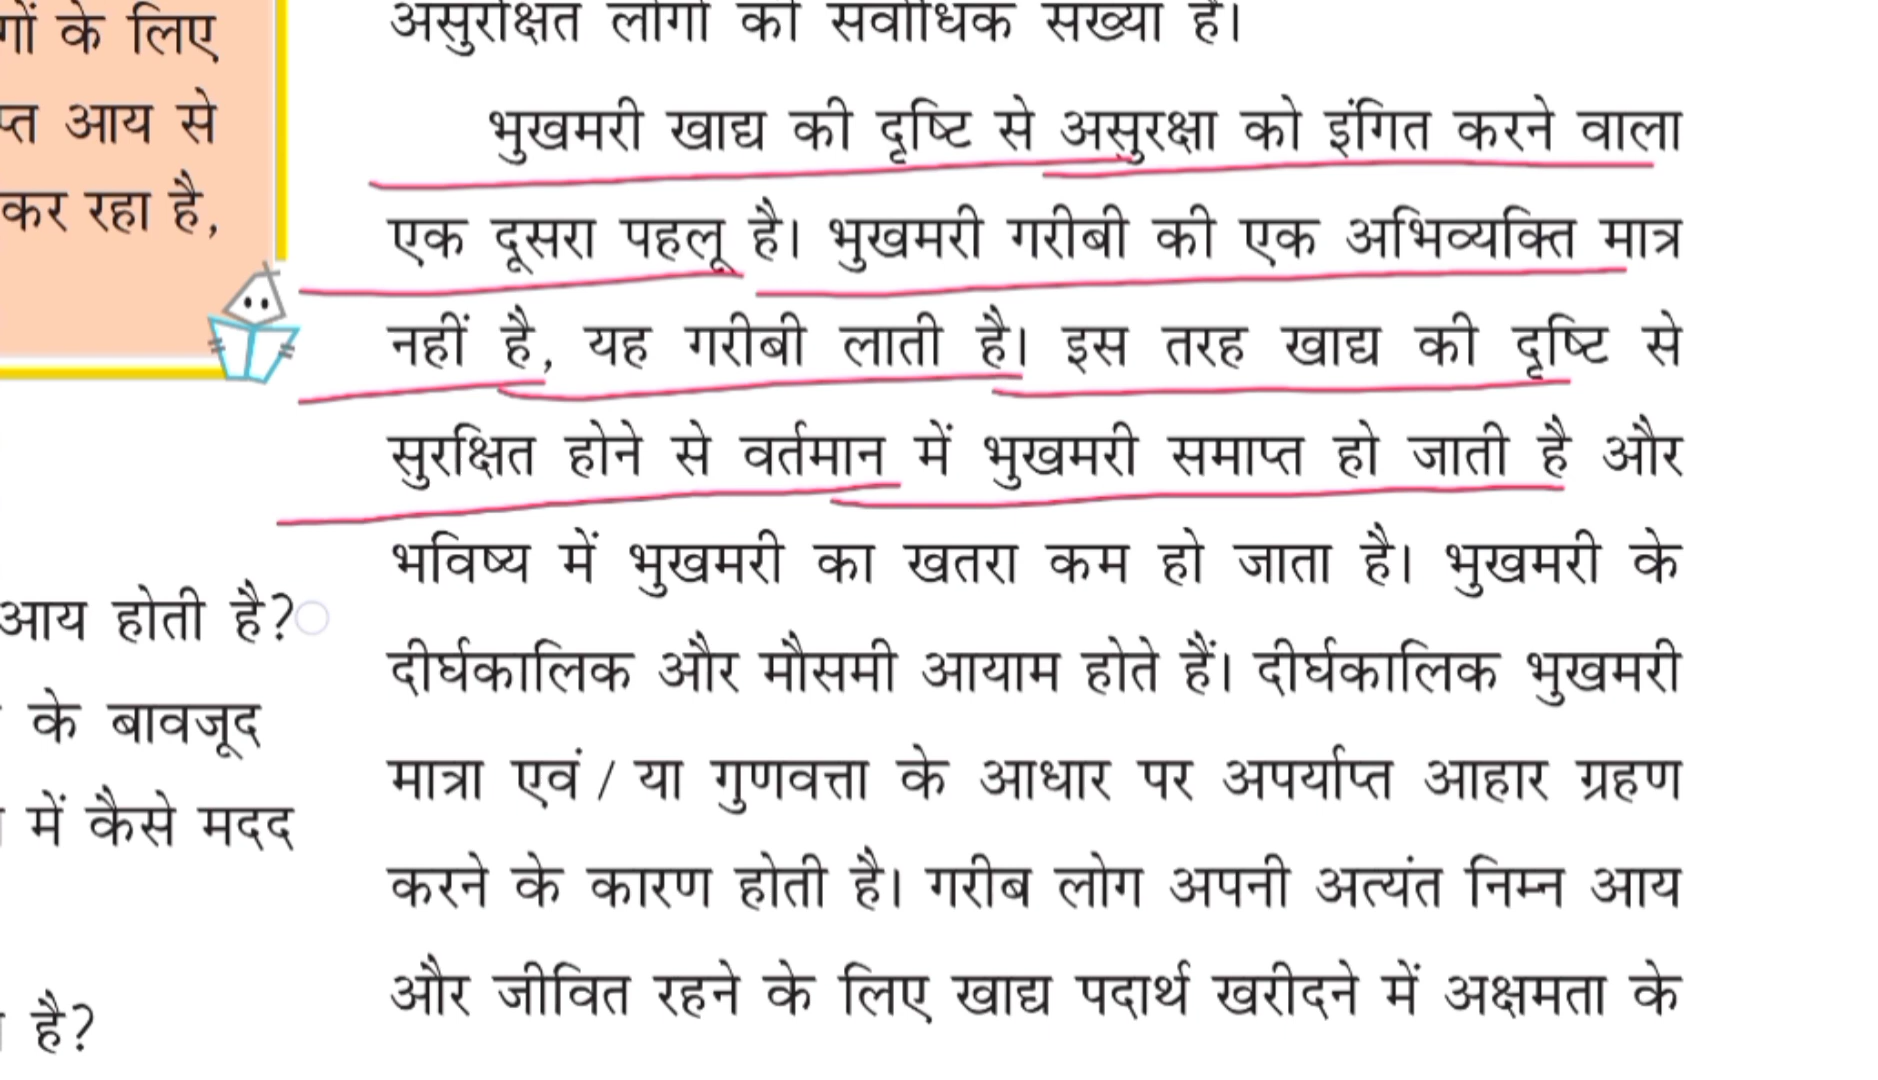 के लिए
आय से
कर रहा है,
आय होती है?
के बावजूद
में कैसे मदद
है?
असुरक्षित लोगों की सर्वाधिक संख्या है।
भुखमरी खाद्य की दृष्टि से असुरक्षा को इंगित करने वाला
एक दूसरा पहलू है। भुखमरी गरीबी की एक अभिव्यक्ति मात्र
नहीं है, यह गरीबी लाती है। इस तरह खाद्य की दृष्टि से
सुरक्षित होने से वर्तमान में भुखमरी समाप्त हो जाती है और
भविष्य में भुखमरी का खतरा कम हो जाता है। भुखमरी के
दीर्घकालिक और मौसमी आयाम होते हैं। दीर्घकालिक भुखमरी
मात्रा एवं / या गुणवत्ता के आधार पर अपर्याप्त आहार ग्रहण
करने के कारण होती है। गरीब लोग अपनी अत्यंत निम्न आय
और जीवित रहने के लिए खाद्य पदार्थ खरीदने में अक्षमता के